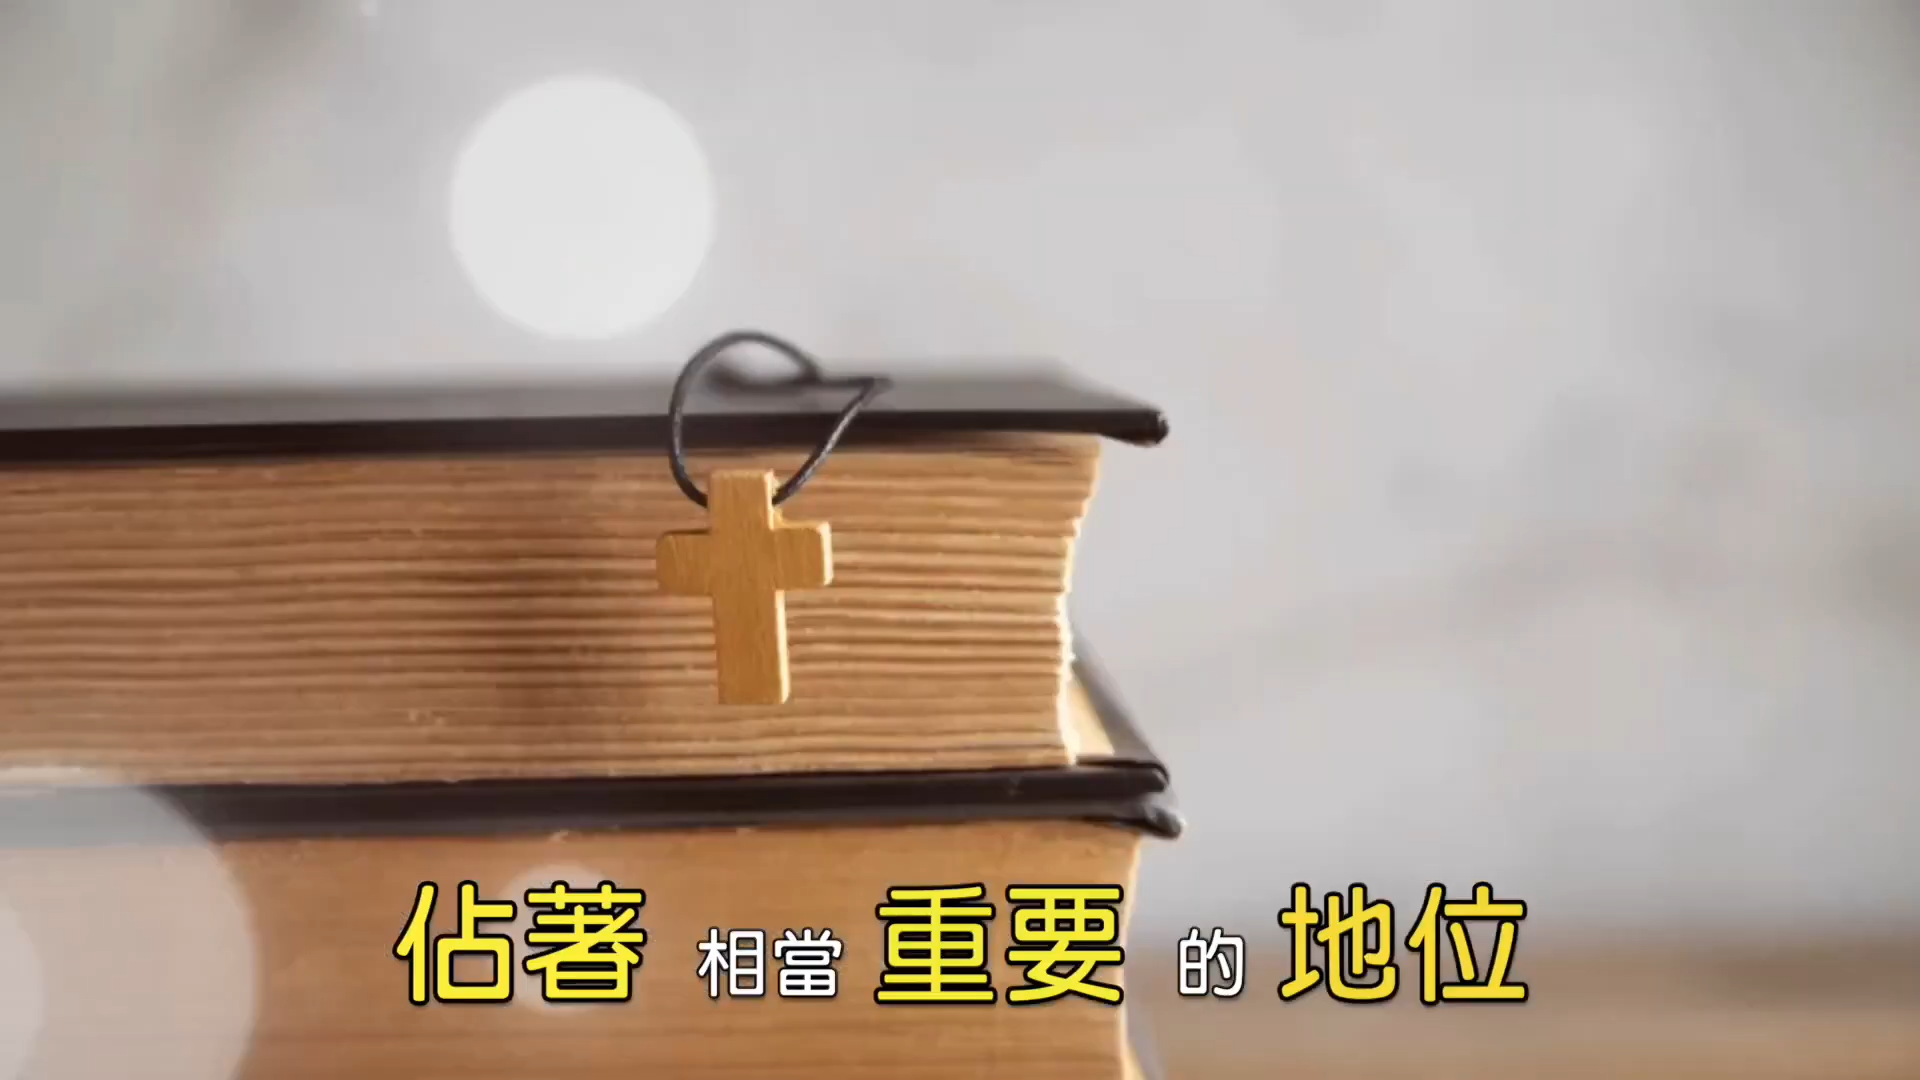 佔著 相當 重要 的 地位